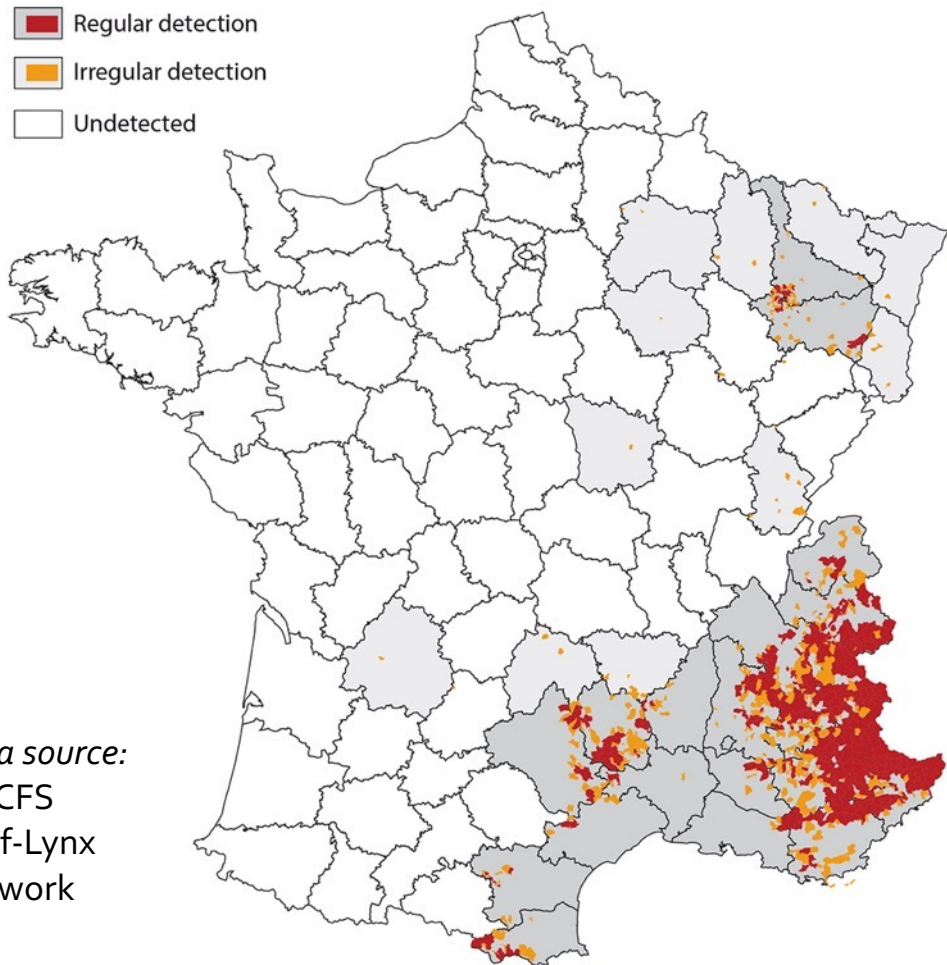 Regular detection
Irregular detection
Undetected
a source:
CFS
f-Lynx
work